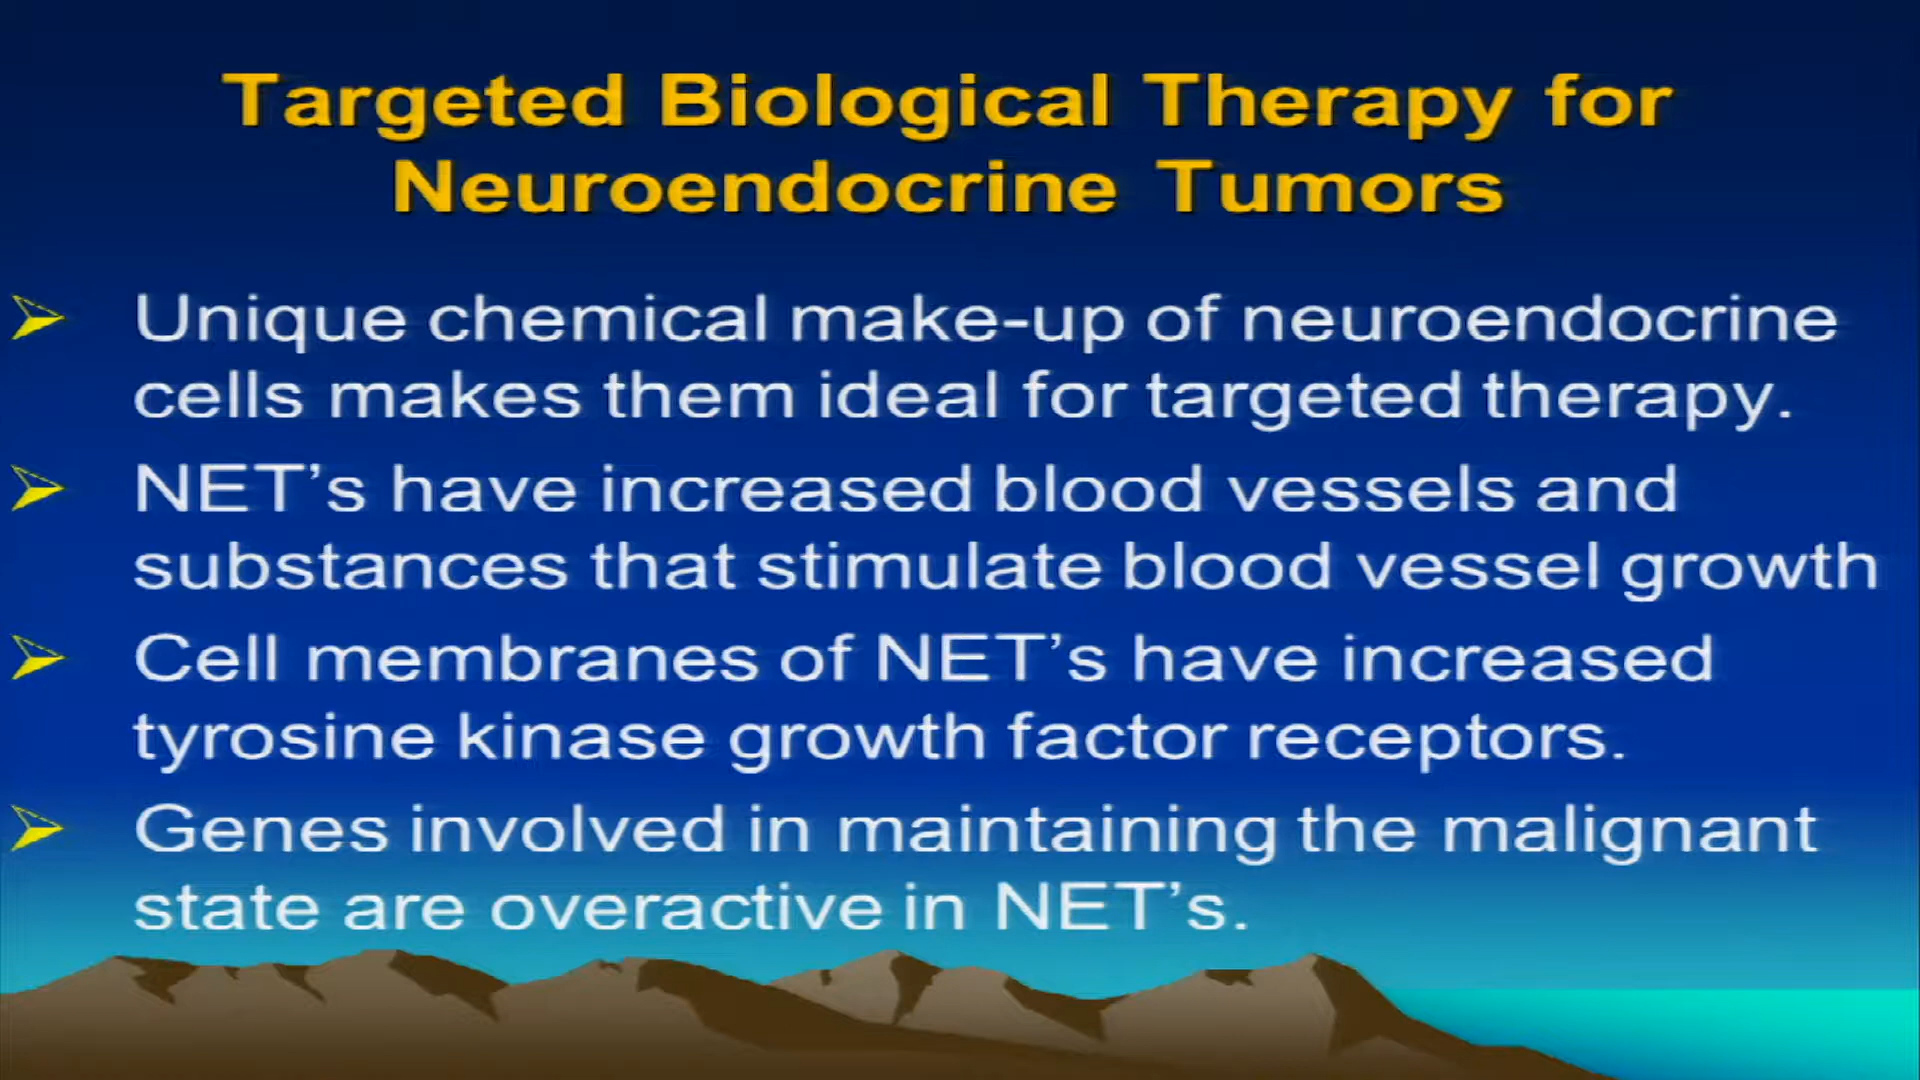 Targeted Biological Therapy for
Neuroendocrine Tumors
Unique chemical make-up of neuroendocrine
cells makes them ideal for targeted therapy.
NET’s have increased blood vessels and
substances that stimulate blood vessel growth
Cell membranes of NET’s have increased
tyrosine kinase growth factor receptors.
Genes involved in maintaining the malignant
state are overactive in NET’s.